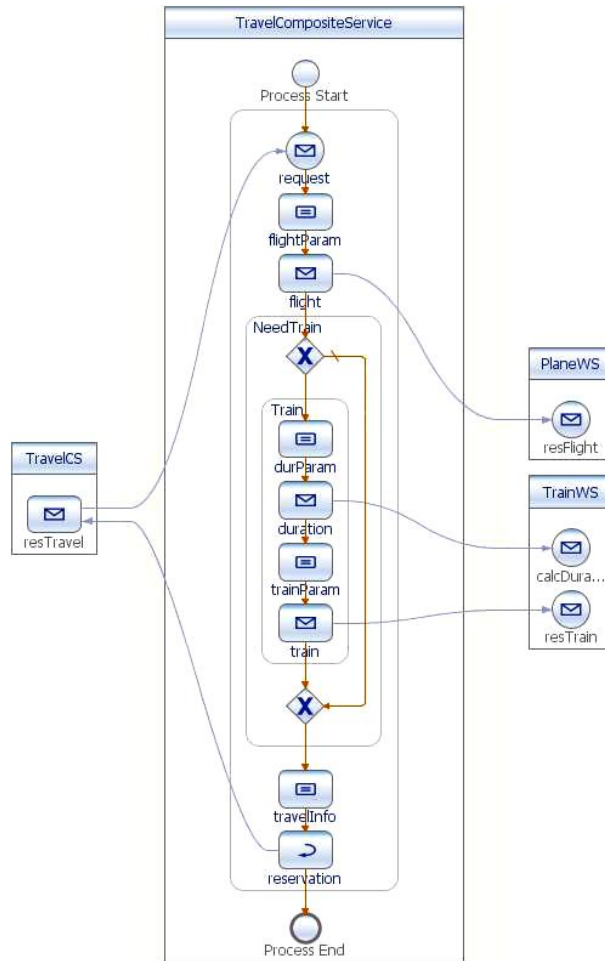 TravelCompositeService
Process Start
request
flightParam
flight
NeedTrain
X
Train
durParam
duration
trainParam
train
X
travelInfo
reservation
Process End
TravelCS
resTravel
PlaneWS
resFlight
TrainWS
calcDura...
resTrain